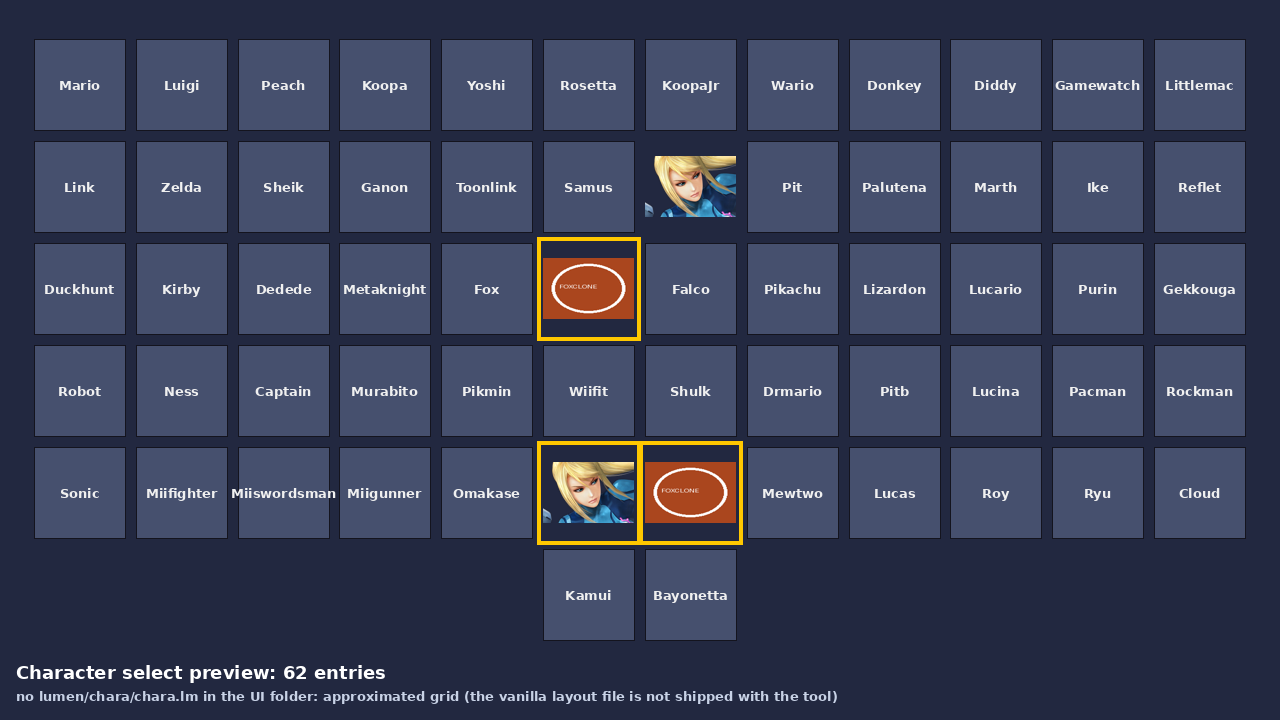 Mario Luigi Peach Koopa Yoshi Rosetta KoopaJr Wario Donkey Diddy Gamewatch Littlemac
Link Zelda Sheik Ganon Toonlink Samus Pit Palutena Marth Ike Reflet
Duckhunt Kirby Dedede Metaknight Fox FOXCLONE Falco Pikachu Lizardon Lucario Purin Gekkouga
Robot Ness Captain Murabito Pikmin Wiifit Shulk Drmario Pitb Lucina Pacman Rockman
Sonic Miifighter Miiswordsman Miigunner Omakase FOXCLONE Mewtwo Lucas Roy Ryu Cloud
Kamui Bayonetta
Character select preview: 62 entries
no lumen/chara/chara.lm in the UI folder: approximated grid (the vanilla layout file is not shipped with the tool)